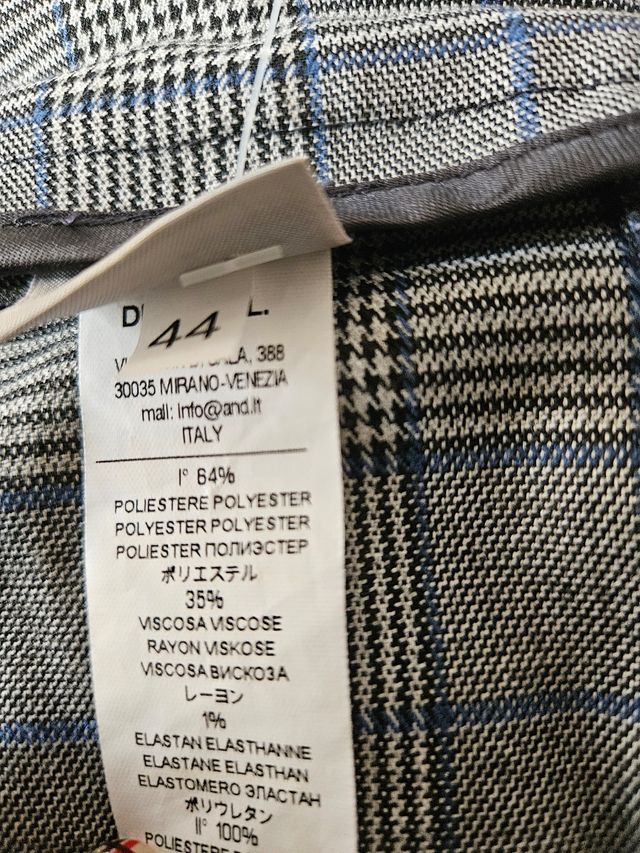 44
L.
388
30035 MIRANO-VENEZIA
mail: info@and.it
ITALY
I° 64%
POLIESTERE POLYESTER
POLYESTER POLYESTER
POLIESTER ПОЛИЭСТЕР
ポリエステル
35%
VISCOSA VISCOSE
RAYON VISKOSE
VISCOSA ВИСКОЗА
レーヨン
1%
ELASTAN ELASTHANNE
ELASTANE ELASTHAN
ELASTOMERO ЭЛАСТАН
ポリウレタン
II° 100%
POLIESTERE